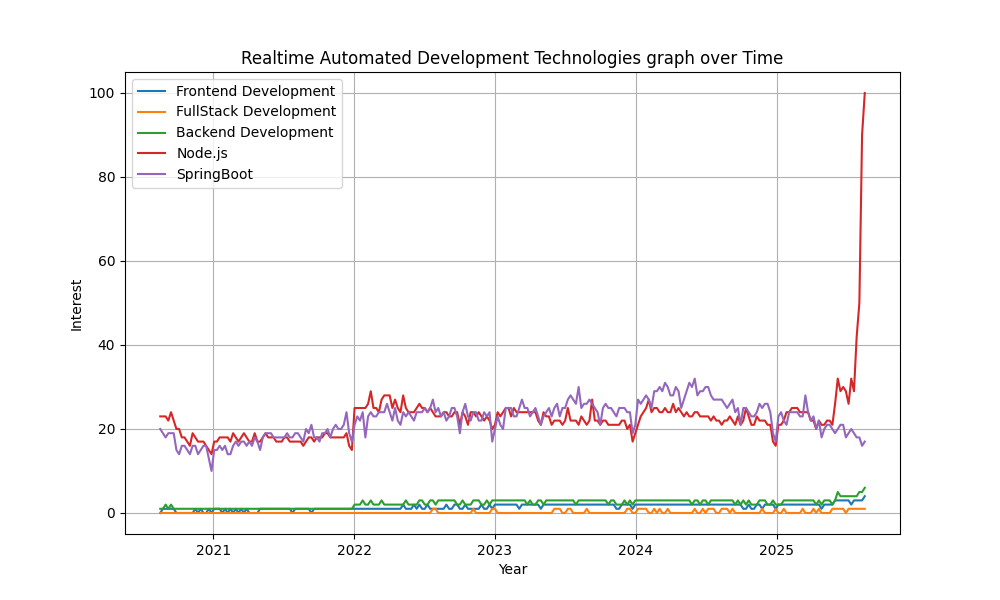 Realtime Automated Development Technologies graph over Time
Frontend Development
FullStack Development
Backend Development
Node.js
SpringBoot
100
80
60
40
20
0
Interest
2021
2022
2023
2024
2025
Year